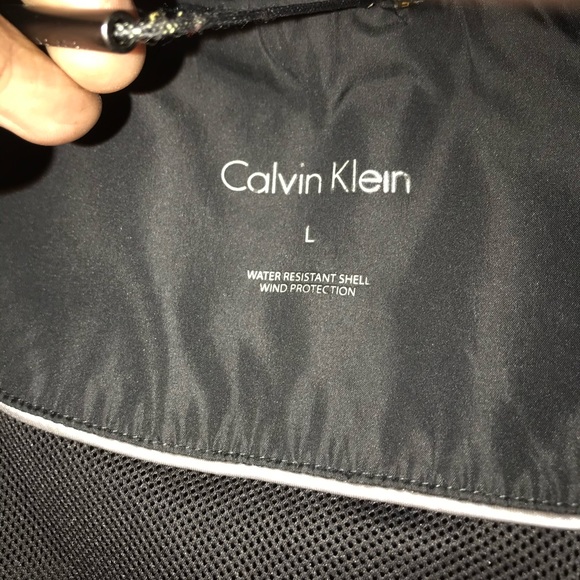 Calvin Klein
L
WATER RESISTANT SHELL
WIND PROTECTION